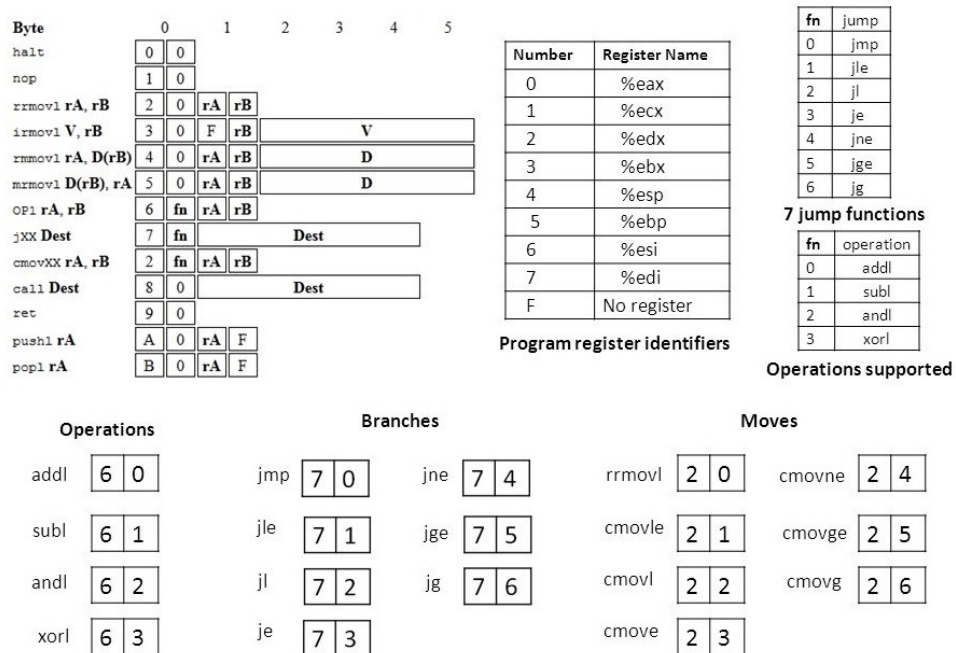 Byte 0 1 2 3 4 5
halt 0 0
nop 1 0
rrmovl rA, rB 2 0 rA rB
irmovl V, rB 3 0 F rB V
rmmovl rA, D(rB) 4 0 rA rB D
mrmovl D(rB), rA 5 0 rA rB D
OPl rA, rB 6 fn rA rB
jXX Dest 7 fn Dest
cmovXX rA, rB 2 fn rA rB
call Dest 8 0 Dest
ret 9 0
pushl rA A 0 rA F
popl rA B 0 rA F
Number Register Name
0 %eax
1 %ecx
2 %edx
3 %ebx
4 %esp
5 %ebp
6 %esi
7 %edi
F No register
Program register identifiers
fn jump
0 jmp
1 jle
2 jl
3 je
4 jne
5 jge
6 jg
7 jump functions
fn operation
0 addl
1 subl
2 andl
3 xorl
Operations supported
Operations
addl 6 0
subl 6 1
andl 6 2
xorl 6 3
Branches
jmp 7 0 jne 7 4
jle 7 1 jge 7 5
jl 7 2 jg 7 6
je 7 3
Moves
rrmovl 2 0 cmovne 2 4
cmovle 2 1 cmovge 2 5
cmovl 2 2 cmovg 2 6
cmove 2 3